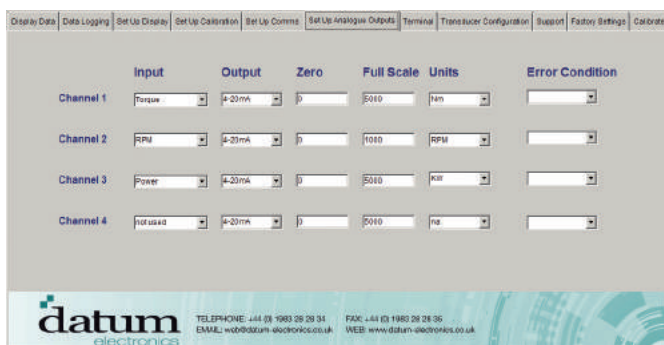 Display Data Data Logging Set Up Display Set Up Calibration Set Up Comms Set Up Analogue Outputs Terminal Transducer Configuration Support Factory Settings Calibrate
Input Output Zero Full Scale Units Error Condition
Channel 1 Torque 4-20mA 0 5000 Nm
Channel 2 RPM 4-20mA 0 1000 RPM
Channel 3 Power 4-20mA 0 5000 KW
Channel 4 not used 4-20mA 0 5000 na
datum
electronics
TELEPHONE: +44 (0) 1983 28 28 34 FAX: +44 (0) 1983 28 28 35
EMAIL: web@datum-electronics.co.uk WEB: www.datum-electronics.co.uk